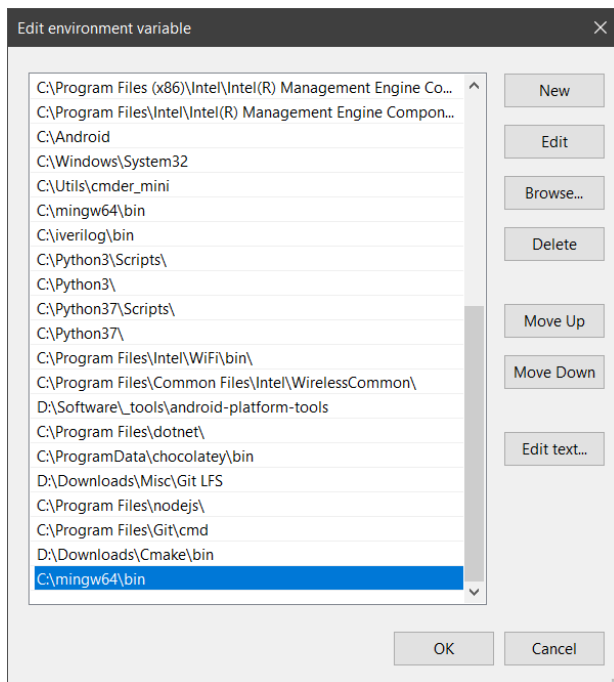 Edit environment variable
C:\Program Files (x86)\Intel\Intel(R) Management Engine Co...
C:\Program Files\Intel\Intel(R) Management Engine Compon...
C:\Android
C:\Windows\System32
C:\Utils\cmder_mini
C:\mingw64\bin
C:\iverilog\bin
C:\Python3\Scripts\
C:\Python3\
C:\Python37\Scripts\
C:\Python37\
C:\Program Files\Intel\WiFi\bin\
C:\Program Files\Common Files\Intel\WirelessCommon\
D:\Software\_tools\android-platform-tools
C:\Program Files\dotnet\
C:\ProgramData\chocolatey\bin
D:\Downloads\Misc\Git LFS
C:\Program Files\nodejs\
C:\Program Files\Git\cmd
D:\Downloads\Cmake\bin
C:\mingw64\bin
New
Edit
Browse...
Delete
Move Up
Move Down
Edit text...
OK
Cancel